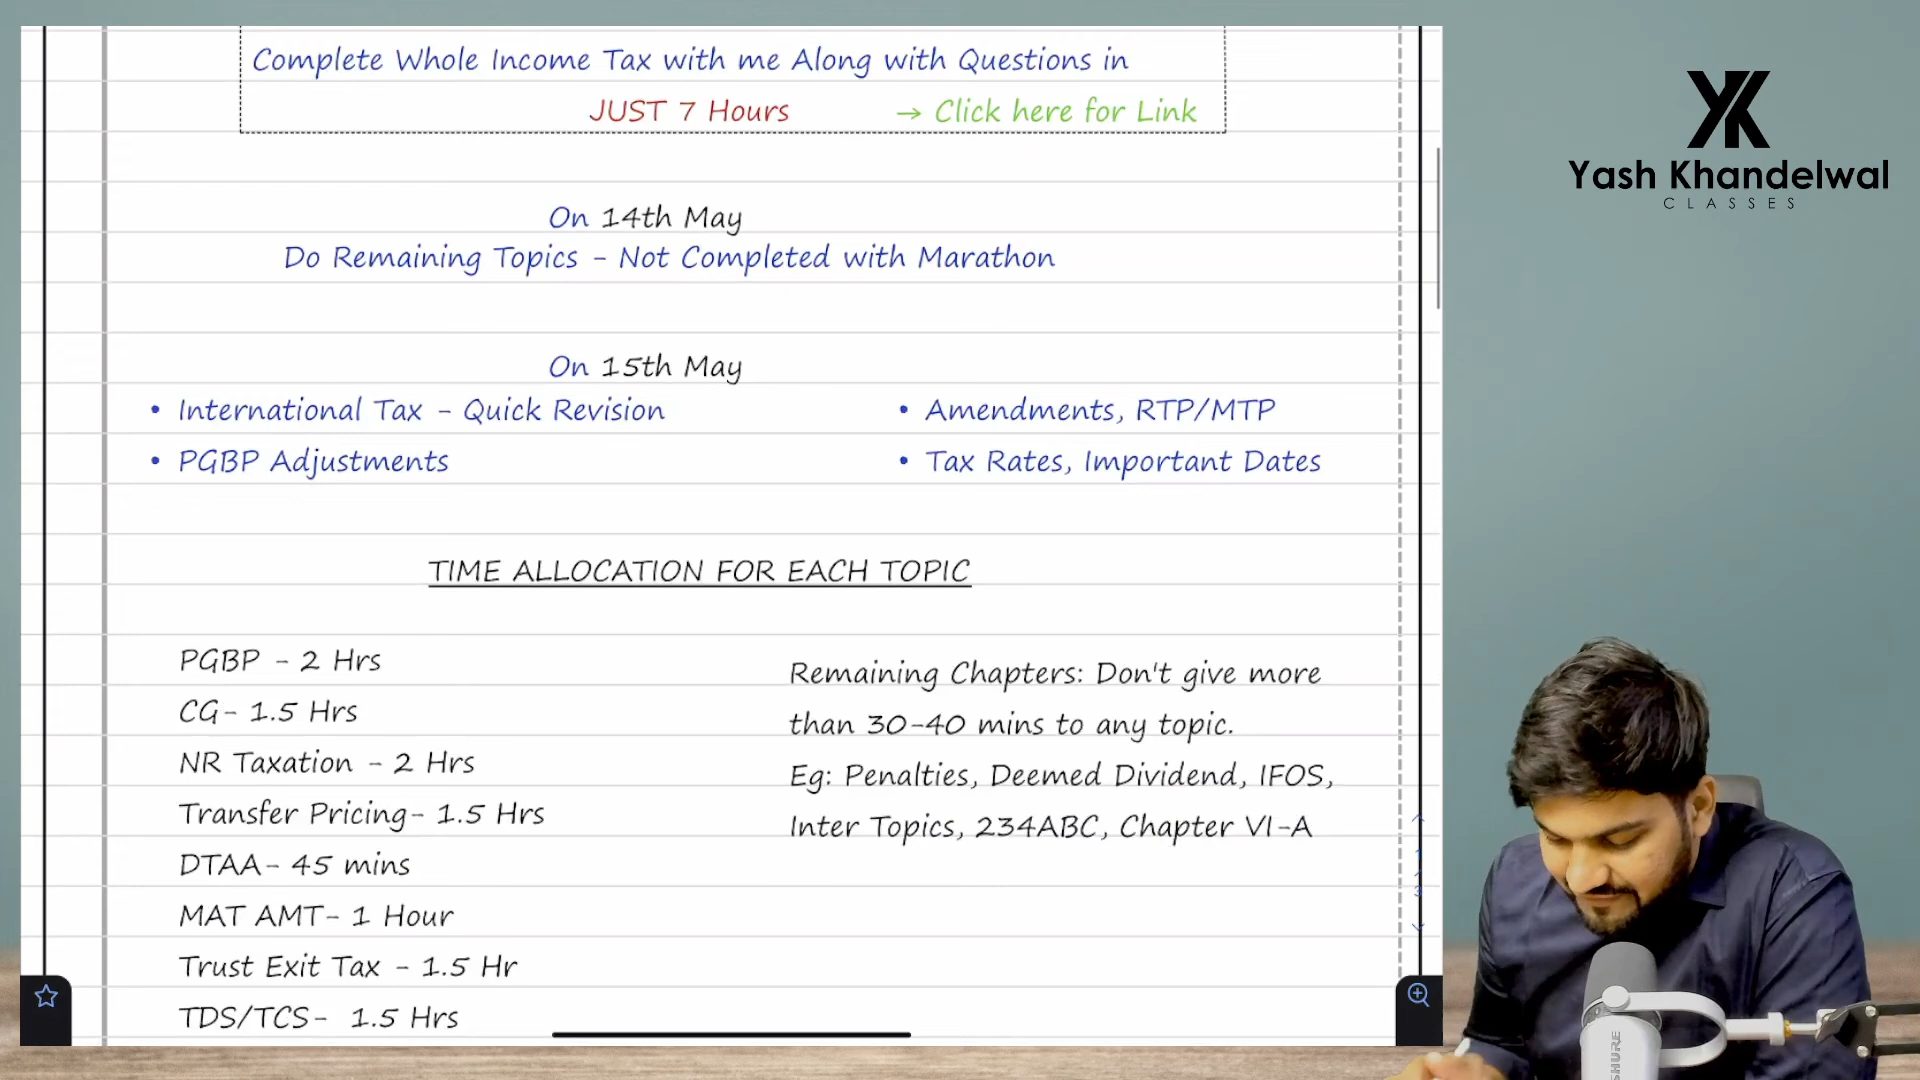 Complete Whole Income Tax with me Along with Questions in
JUST 7 Hours → Click here for Link
On 14th May
Do Remaining Topics - Not Completed with Marathon
On 15th May
• International Tax - Quick Revision
• PGBP Adjustments
• Amendments, RTP/MTP
• Tax Rates, Important Dates
TIME ALLOCATION FOR EACH TOPIC
PGBP - 2 Hrs
CG- 1.5 Hrs
NR Taxation - 2 Hrs
Transfer Pricing- 1.5 Hrs
DTAA- 45 mins
MAT AMT- 1 Hour
Trust Exit Tax - 1.5 Hr
TDS/TCS- 1.5 Hrs
Remaining Chapters: Don't give more
than 30-40 mins to any topic.
Eg: Penalties, Deemed Dividend, IFOS,
Inter Topics, 234ABC, Chapter VI-A
YK
Yash Khandelwal
CLASSES
SHURE